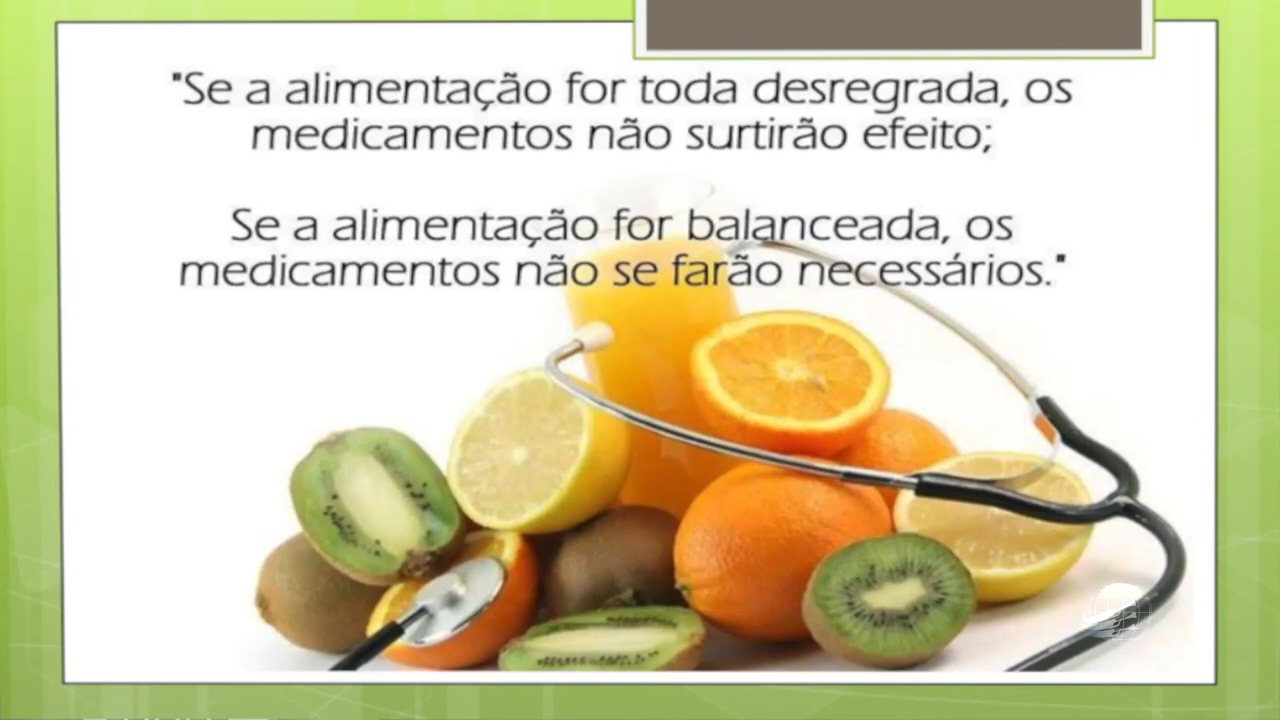 "Se a alimentação for toda desregrada, os
medicamentos não surtirão efeito;
Se a alimentação for balanceada, os
medicamentos não se farão necessários."